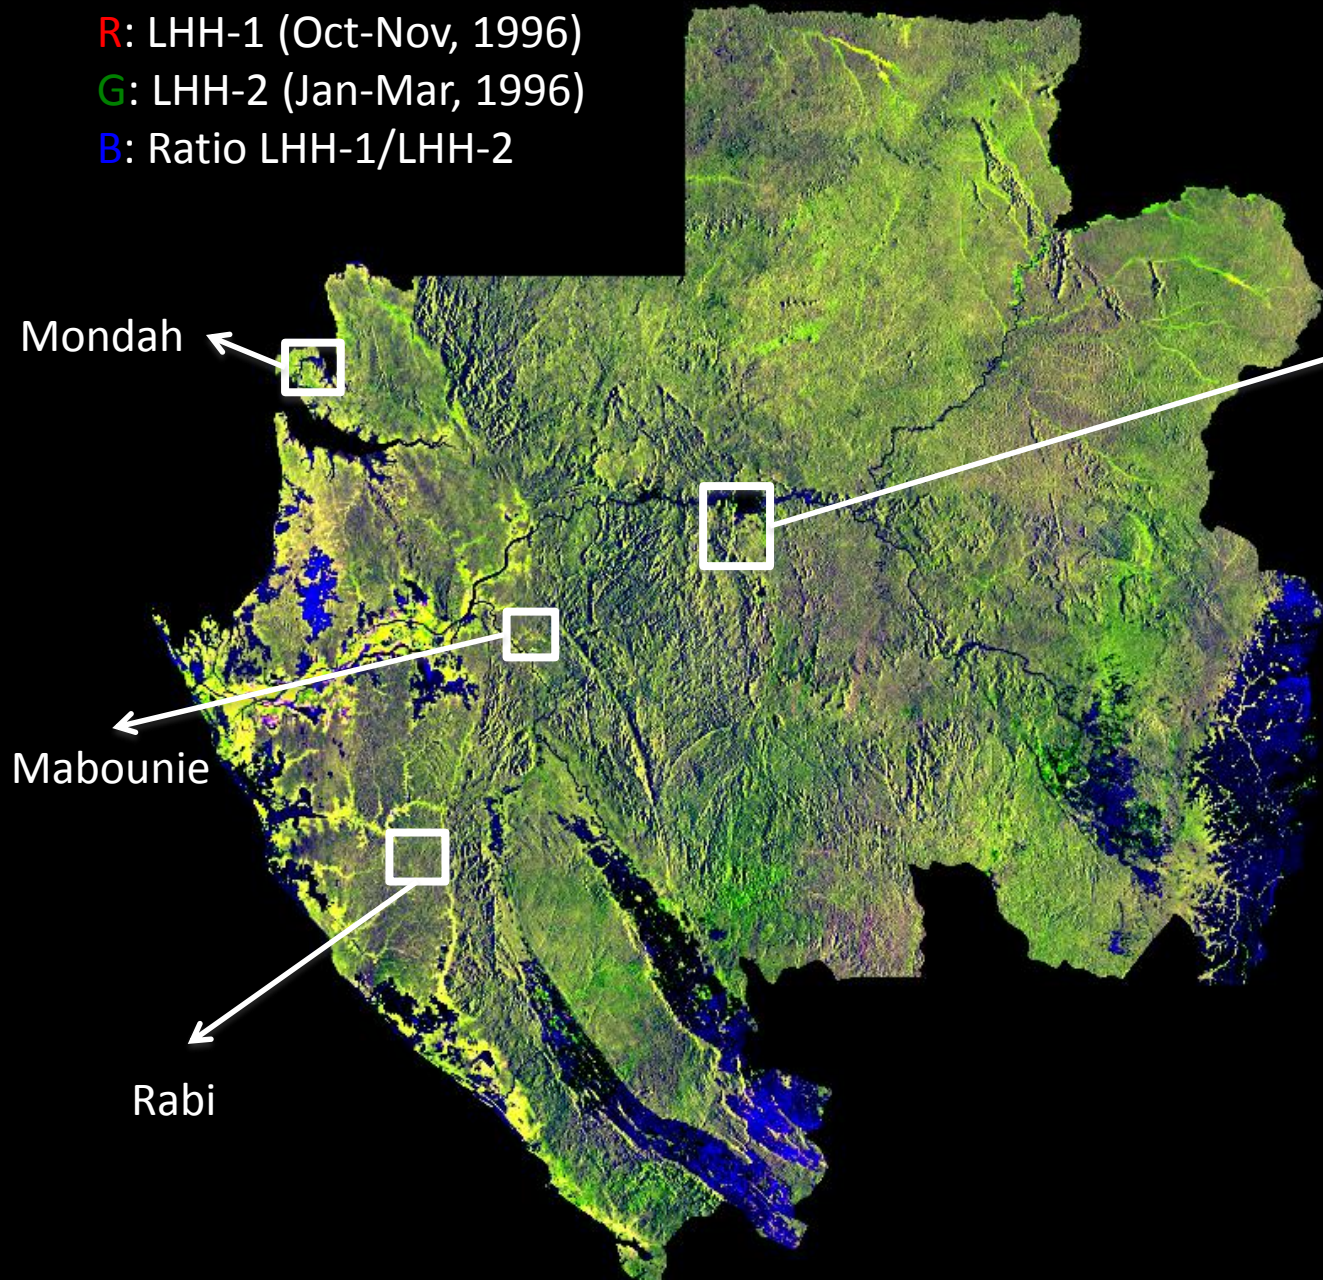 R: LHH-1 (Oct-Nov, 1996)
G: LHH-2 (Jan-Mar, 1996)
B: Ratio LHH-1/LHH-2
Mondah
Mabounie
Rabi